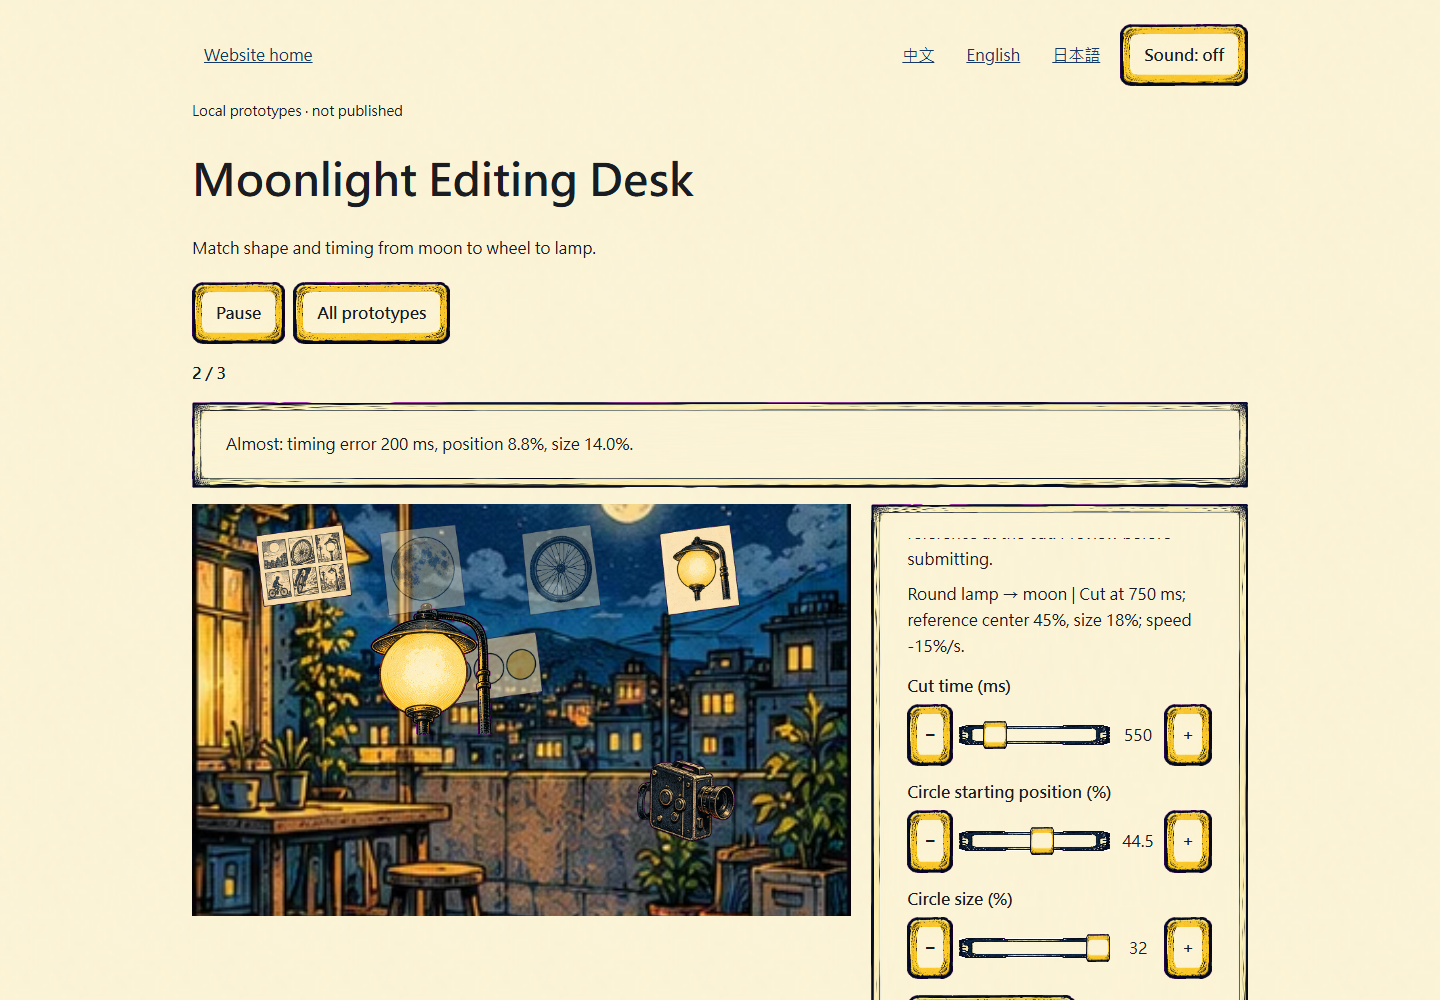 Website home
中文
English
日本語
Sound: off
Local prototypes · not published
Moonlight Editing Desk
Match shape and timing from moon to wheel to lamp.
Pause
All prototypes
2 / 3
Almost: timing error 200 ms, position 8.8%, size 14.0%.
submitting.
Round lamp → moon | Cut at 750 ms;
reference center 45%, size 18%; speed
-15%/s.
Cut time (ms)
−
550
+
Circle starting position (%)
−
44.5
+
Circle size (%)
−
32
+